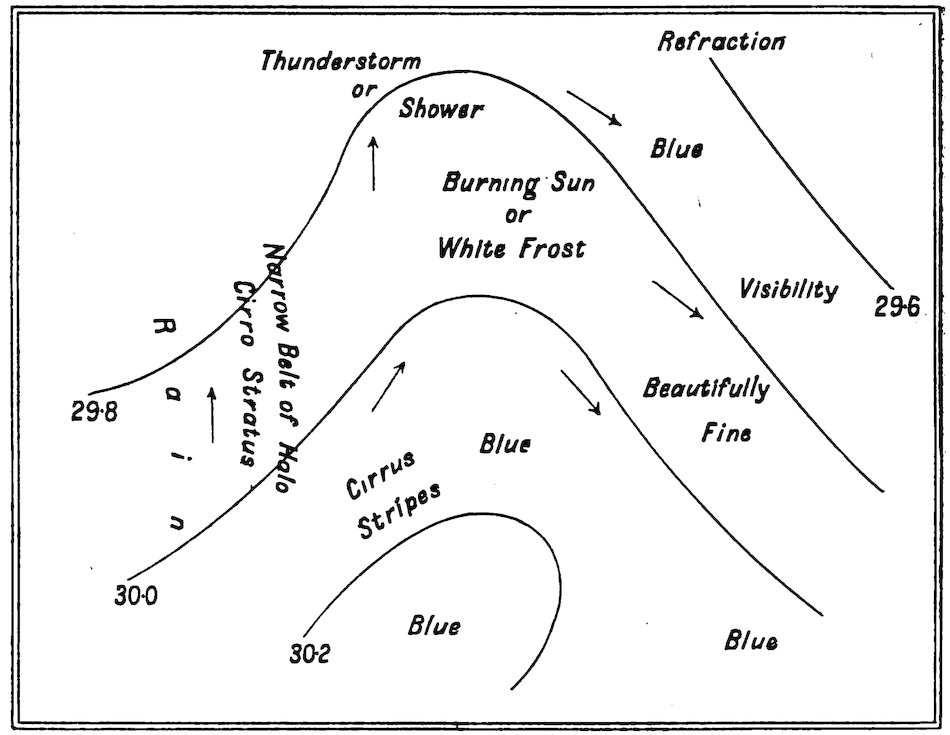 Refraction
Thunderstorm
or
Shower
Blue
Burning Sun
or
White Frost
Visibility
29·6
Narrow Belt of Halo
Cirro Stratus
Rain
29·8
Beautifully
Fine
Blue
Cirrus
Stripes
30·0
Blue
30·2
Blue